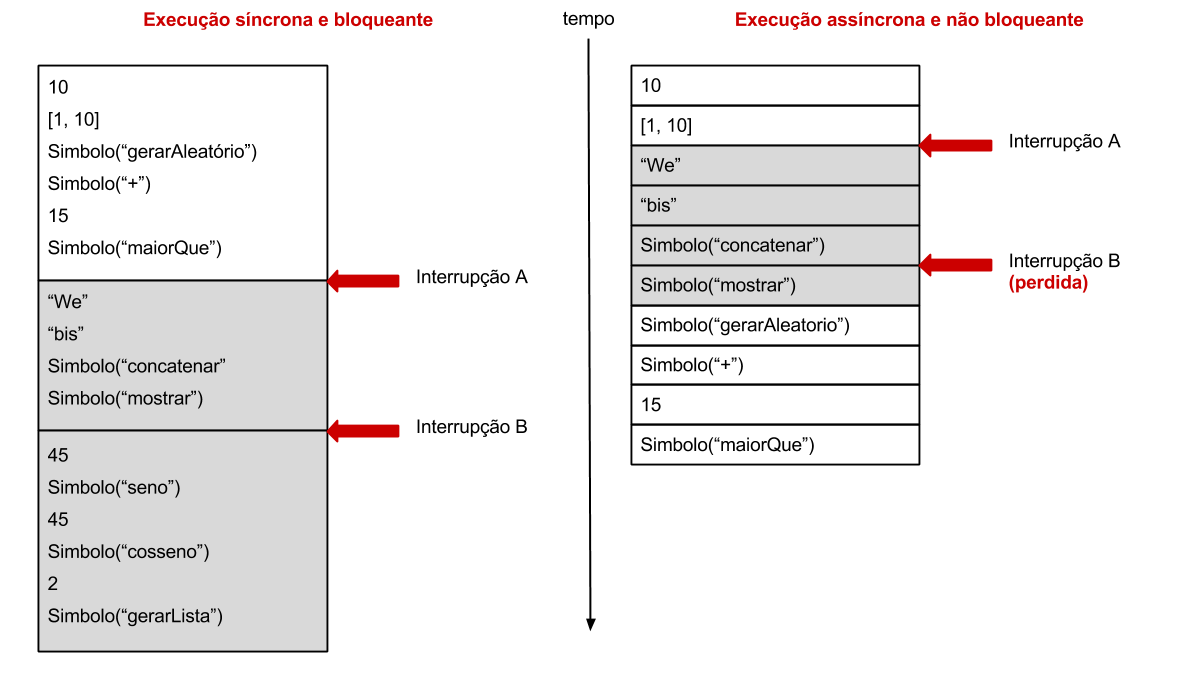 Execução síncrona e bloqueante
tempo
Execução assíncrona e não bloqueante
10
[1, 10]
Simbolo(“gerarAleatório”)
Simbolo(“+”)
15
Simbolo(“maiorQue”)
Interrupção A
“We”
“bis”
Simbolo(“concatenar”
Simbolo(“mostrar”)
Interrupção B
45
Simbolo(“seno”)
45
Simbolo(“cosseno”)
2
Simbolo(“gerarLista”)
10
[1, 10]
Interrupção A
“We”
“bis”
Simbolo(“concatenar”)
Interrupção B
(perdida)
Simbolo(“mostrar”)
Simbolo(“gerarAleatorio”)
Simbolo(“+”)
15
Simbolo(“maiorQue”)